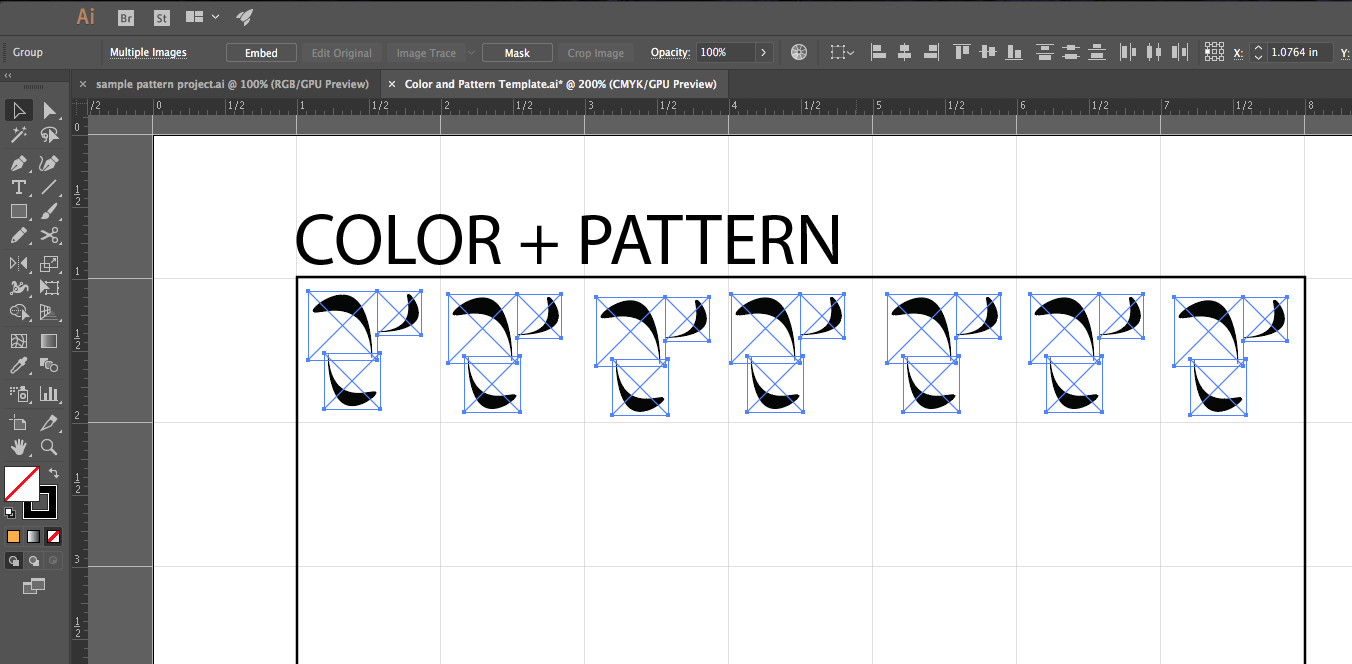 Ai Br St
Group Multiple Images Embed Edit Original Image Trace Mask Crop Image Opacity: 100% X: 1.0764 in Y:
× sample pattern project.ai @ 100% (RGB/GPU Preview) × Color and Pattern Template.ai* @ 200% (CMYK/GPU Preview)
/2 0 1/2 1 1/2 2 1/2 3 1/2 4 1/2 5 1/2 6 1/2 7 1/2 8
0
1/2
COLOR + PATTERN
1
1/2
2
1/2
3
1/2